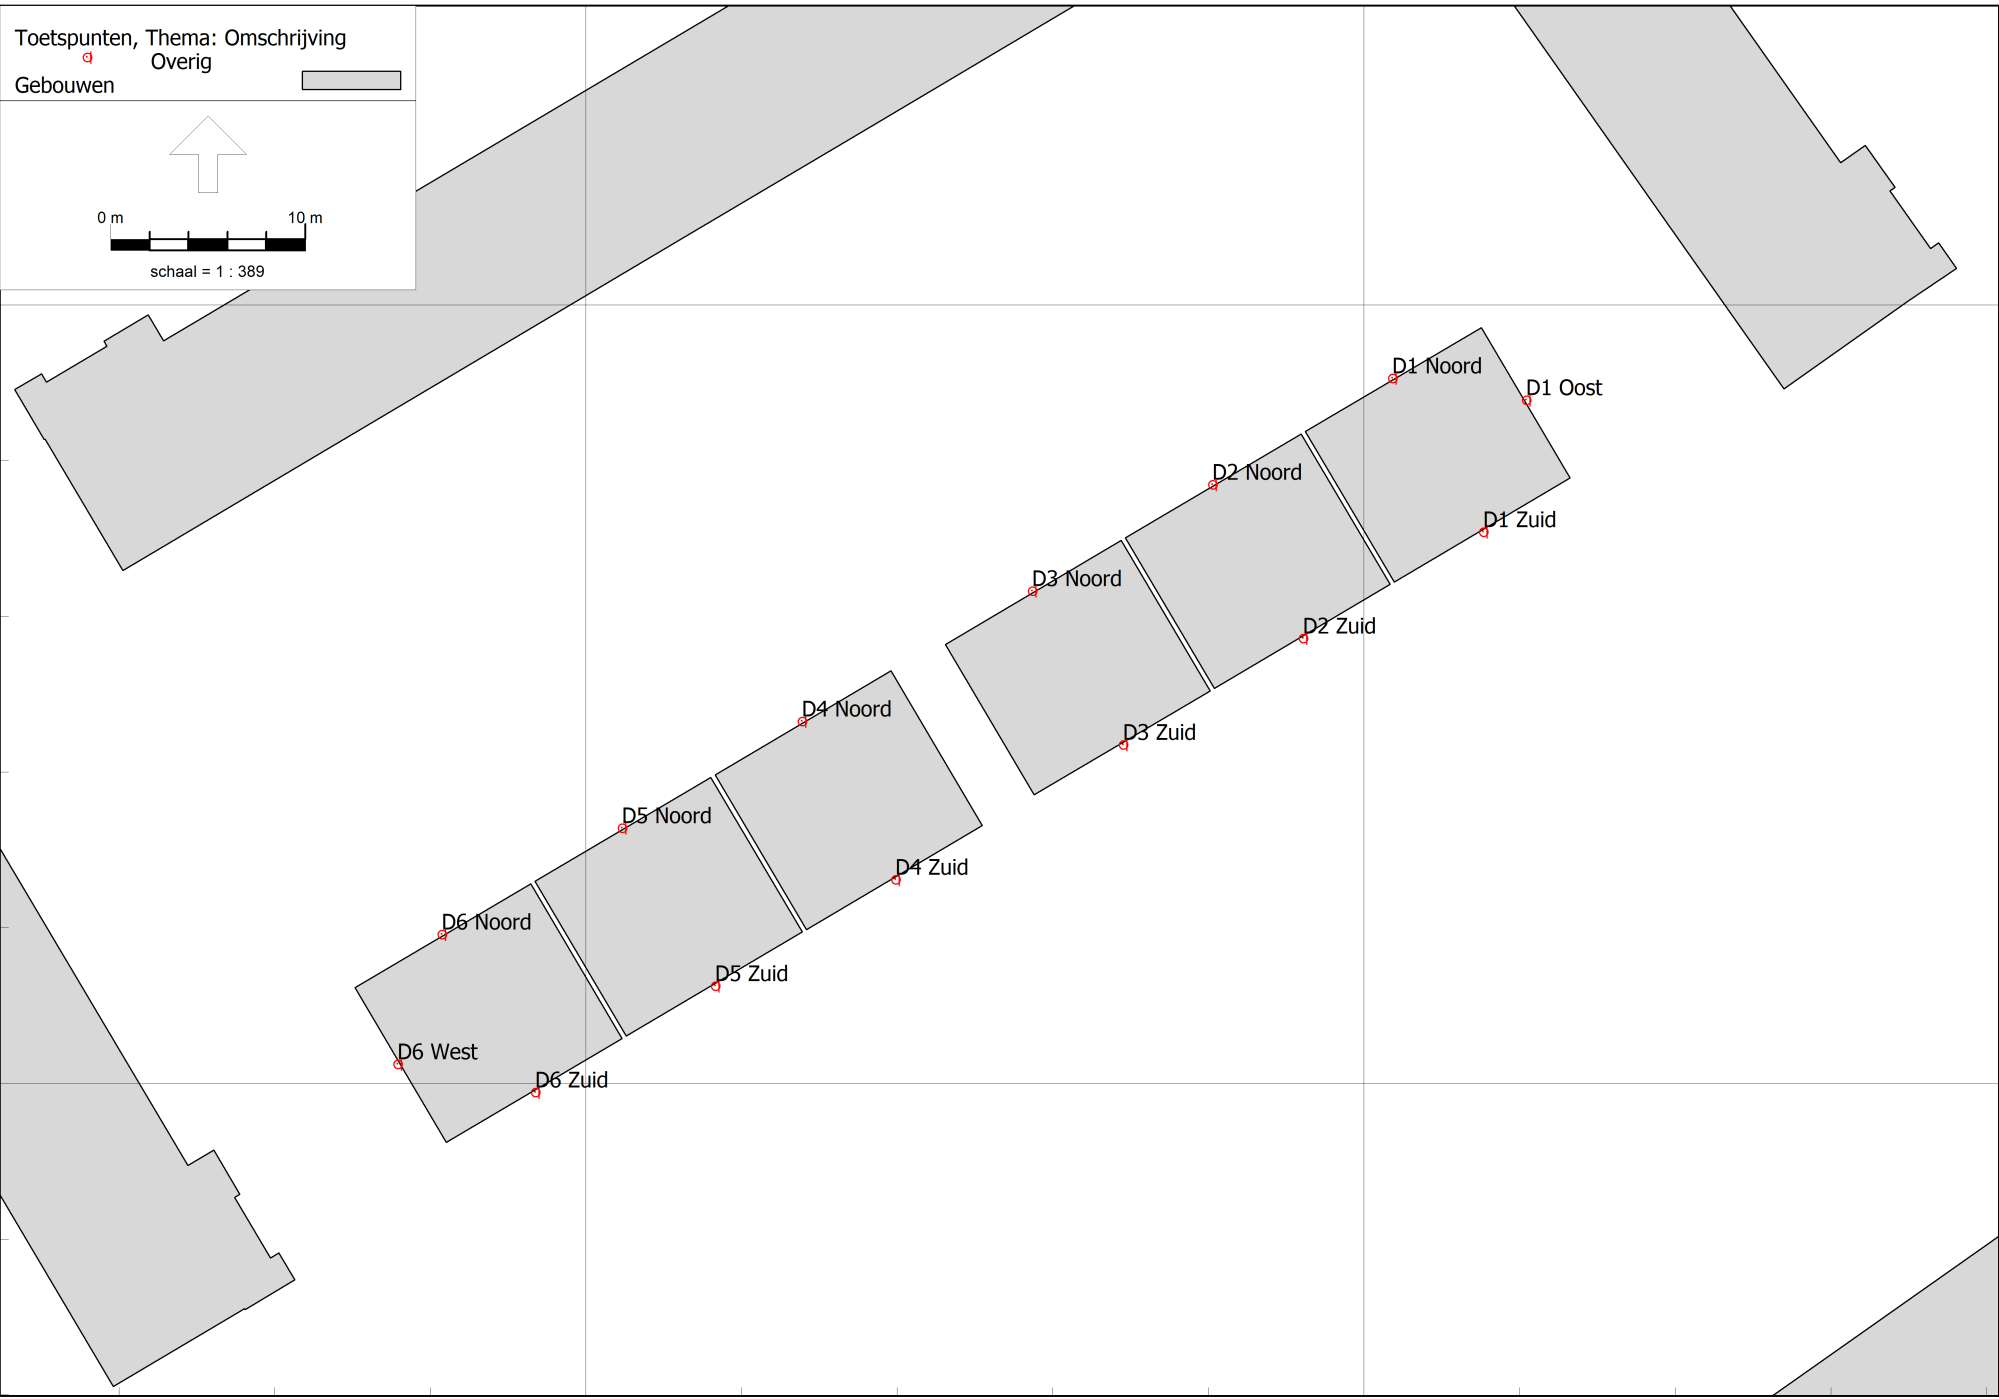 Toetspunten, Thema: Omschrijving
Overig
Gebouwen
0 m 10 m
schaal = 1 : 389
D1 Noord
D1 Oost
D2 Noord
D1 Zuid
D3 Noord
D2 Zuid
D4 Noord
D3 Zuid
D5 Noord
D4 Zuid
D6 Noord
D5 Zuid
D6 West
D6 Zuid